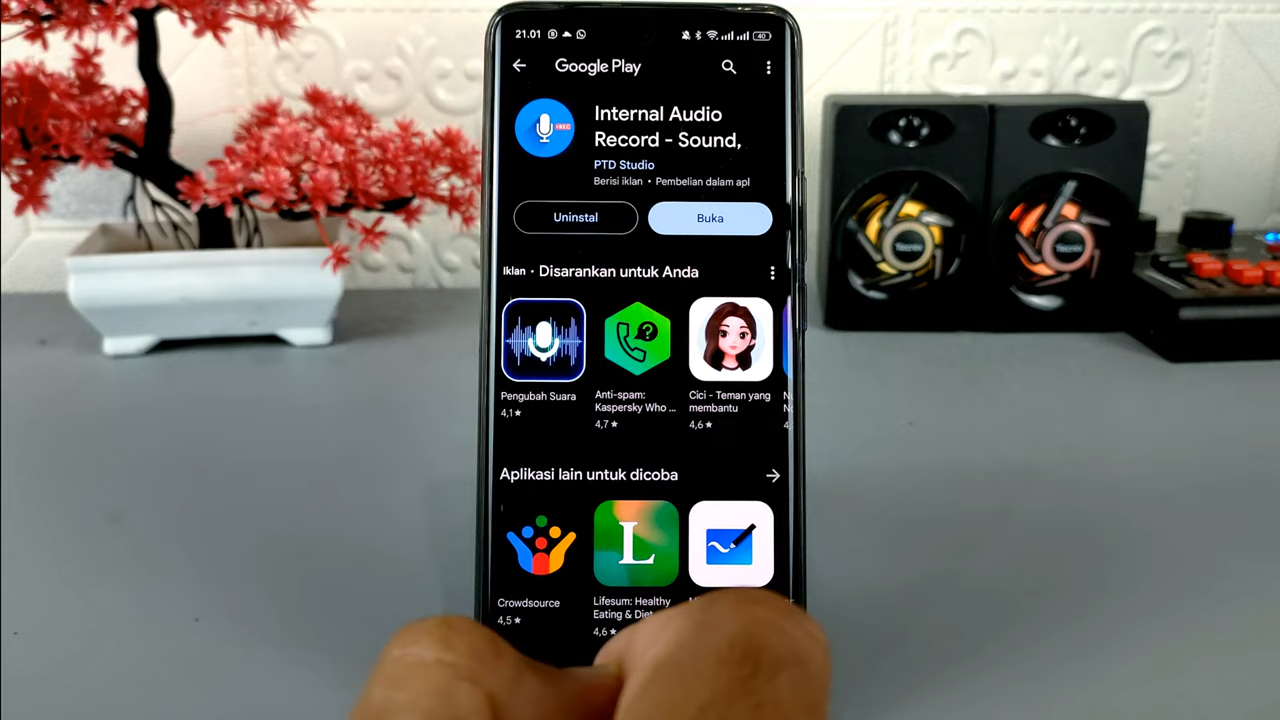 21.01
40
Google Play
REC
Internal Audio
Record - Sound,
PTD Studio
Berisi iklan • Pembelian dalam apl
Uninstal
Buka
Iklan • Disarankan untuk Anda
Pengubah Suara
4,1★
Anti-spam:
Kaspersky Who ...
4,7★
Cici - Teman yang
membantu
4,6★
Aplikasi lain untuk dicoba
L
Crowdsource
4,5★
Lifesum: Healthy
Eating & Diet
4,6★